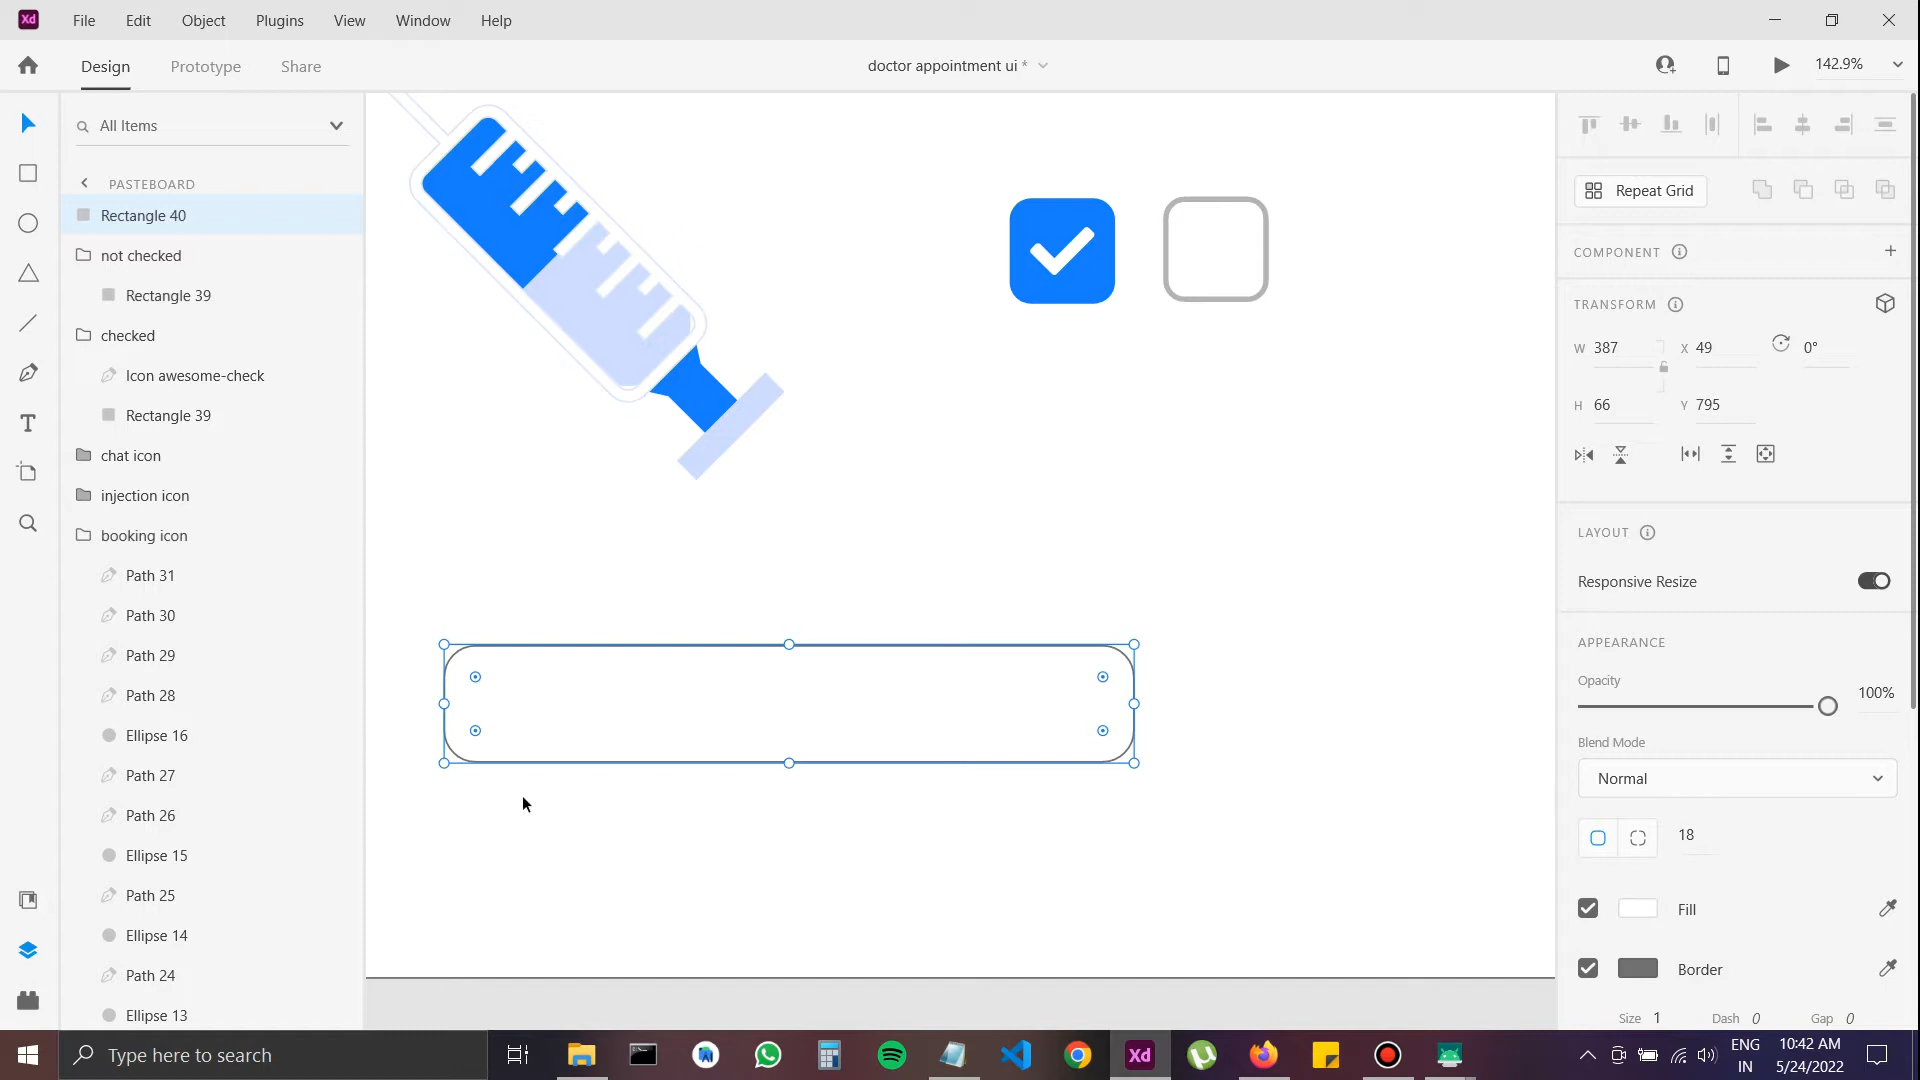 Xd File Edit Object Plugins View Window Help
Design Prototype Share
doctor appointment ui *
142.9%
All Items
PASTEBOARD
Rectangle 40
not checked
Rectangle 39
checked
Icon awesome-check
Rectangle 39
chat icon
injection icon
booking icon
Path 31
Path 30
Path 29
Path 28
Ellipse 16
Path 27
Path 26
Ellipse 15
Path 25
Ellipse 14
Path 24
Ellipse 13
Repeat Grid
COMPONENT
TRANSFORM
W 387 X 49 0°
H 66 Y 795
LAYOUT
Responsive Resize
APPEARANCE
Opacity
100%
Blend Mode
Normal
18
Fill
Border
Size 1 Dash 0 Gap 0
Type here to search
Xd
ENG
IN
10:42 AM
5/24/2022